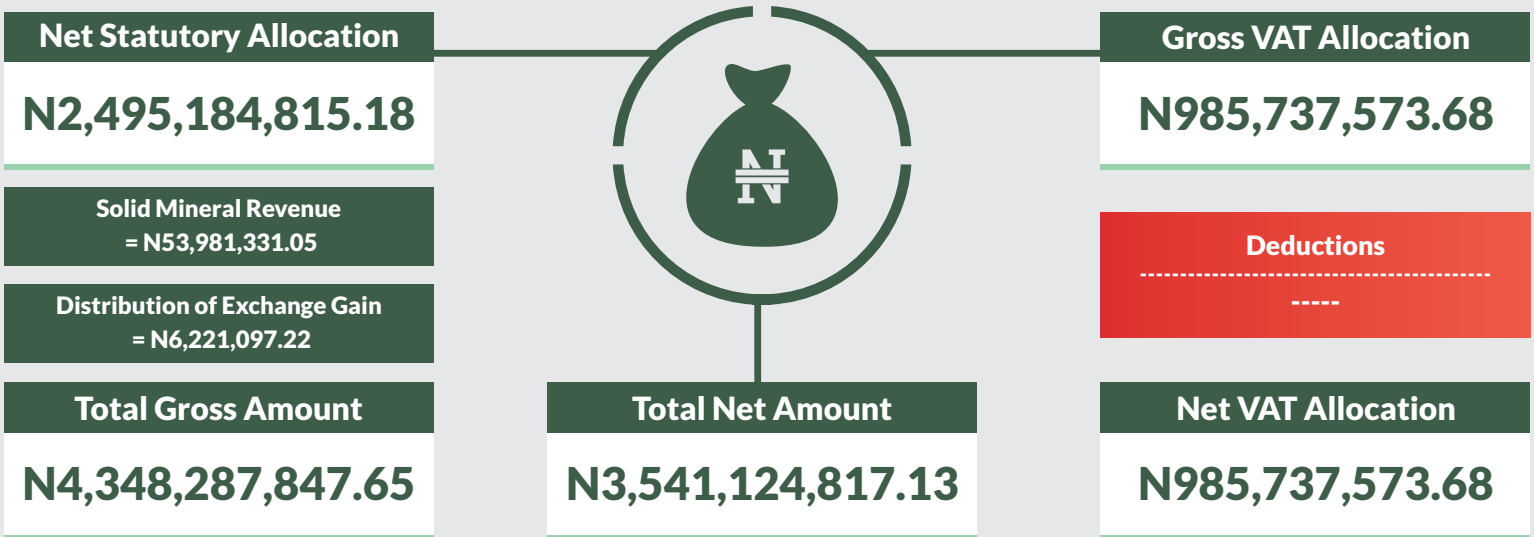 Net Statutory Allocation
N2,495,184,815.18
Solid Mineral Revenue
= N53,981,331.05
Distribution of Exchange Gain
= N6,221,097.22
Total Gross Amount
N4,348,287,847.65
N
Total Net Amount
N3,541,124,817.13
Gross VAT Allocation
N985,737,573.68
Deductions
--------------------------------------------
-----
Net VAT Allocation
N985,737,573.68